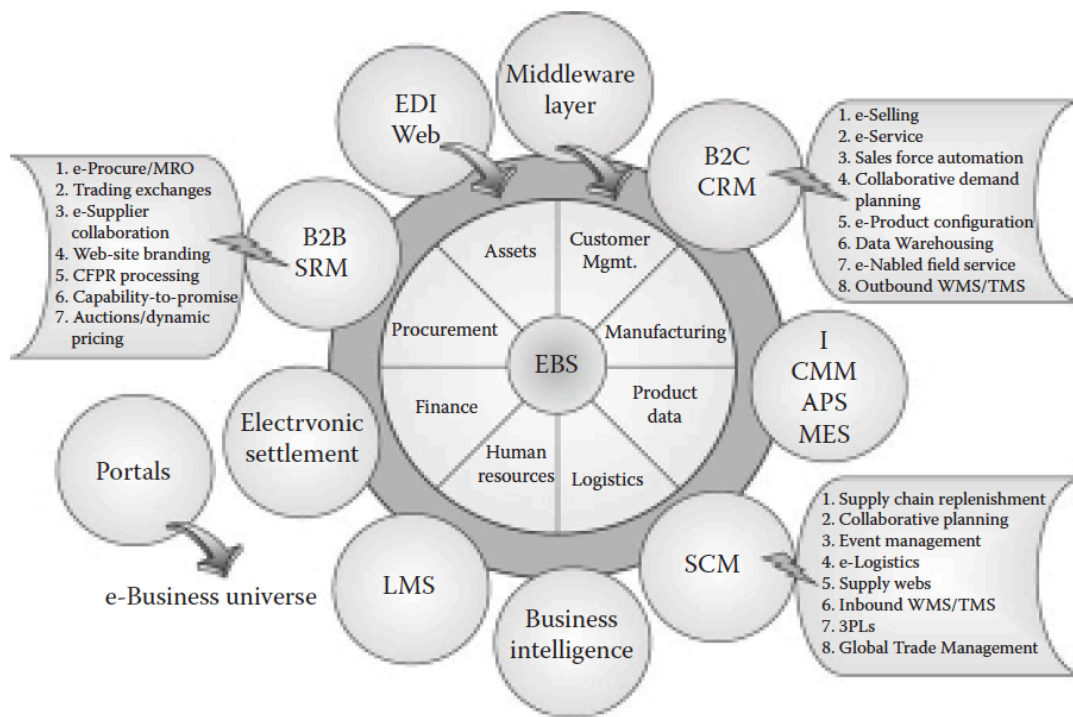 EDI
Web
Middleware
layer
B2C
CRM
1. e-Selling
2. e-Service
3. Sales force automation
4. Collaborative demand
planning
5. e-Product configuration
6. Data Warehousing
7. e-Nabled field service
8. Outbound WMS/TMS
1. e-Procure/MRO
2. Trading exchanges
3. e-Supplier
collaboration
4. Web-site branding
5. CFPR processing
6. Capability-to-promise
7. Auctions/dynamic
pricing
B2B
SRM
Assets
Customer
Mgmt.
Procurement
Manufacturing
EBS
Finance
Product
data
Human
resources
Logistics
I
CMM
APS
MES
Electrvonic
settlement
Portals
e-Business universe
LMS
Business
intelligence
SCM
1. Supply chain replenishment
2. Collaborative planning
3. Event management
4. e-Logistics
5. Supply webs
6. Inbound WMS/TMS
7. 3PLs
8. Global Trade Management